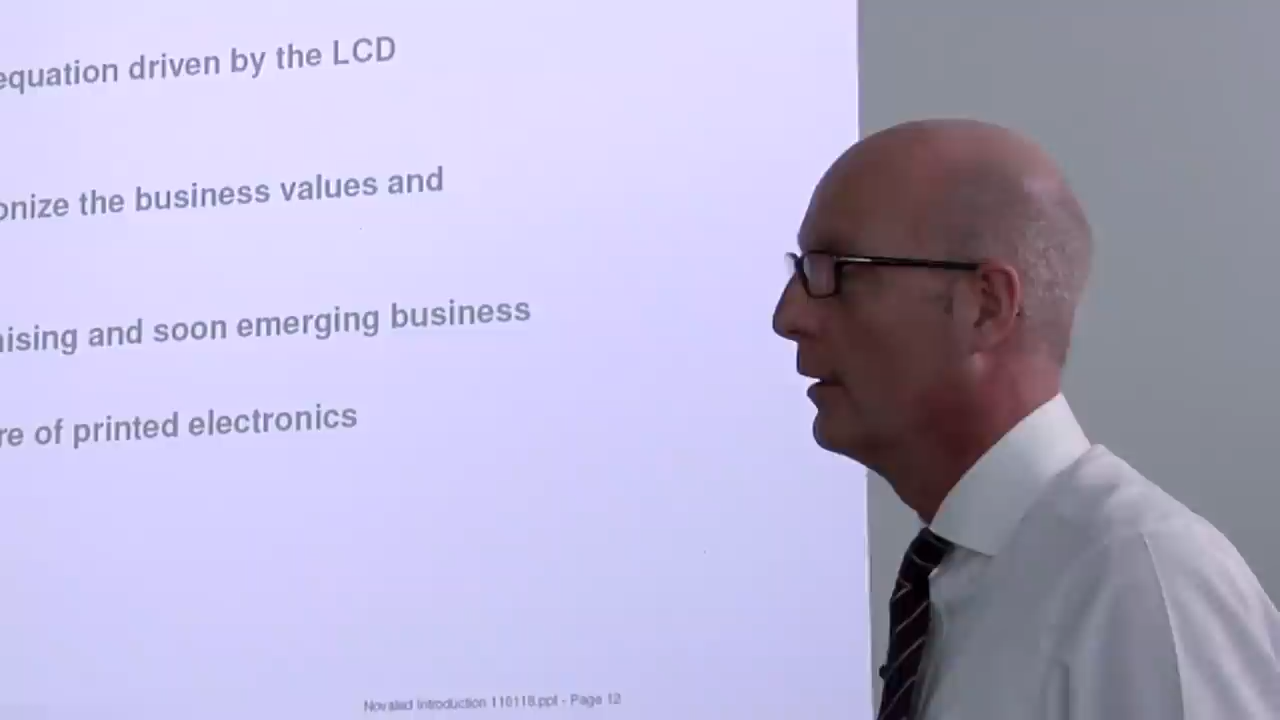 equation driven by the LCD
onize the business values and
ising and soon emerging business
re of printed electronics
Novaled Introduction 110118.ppt - Page 12